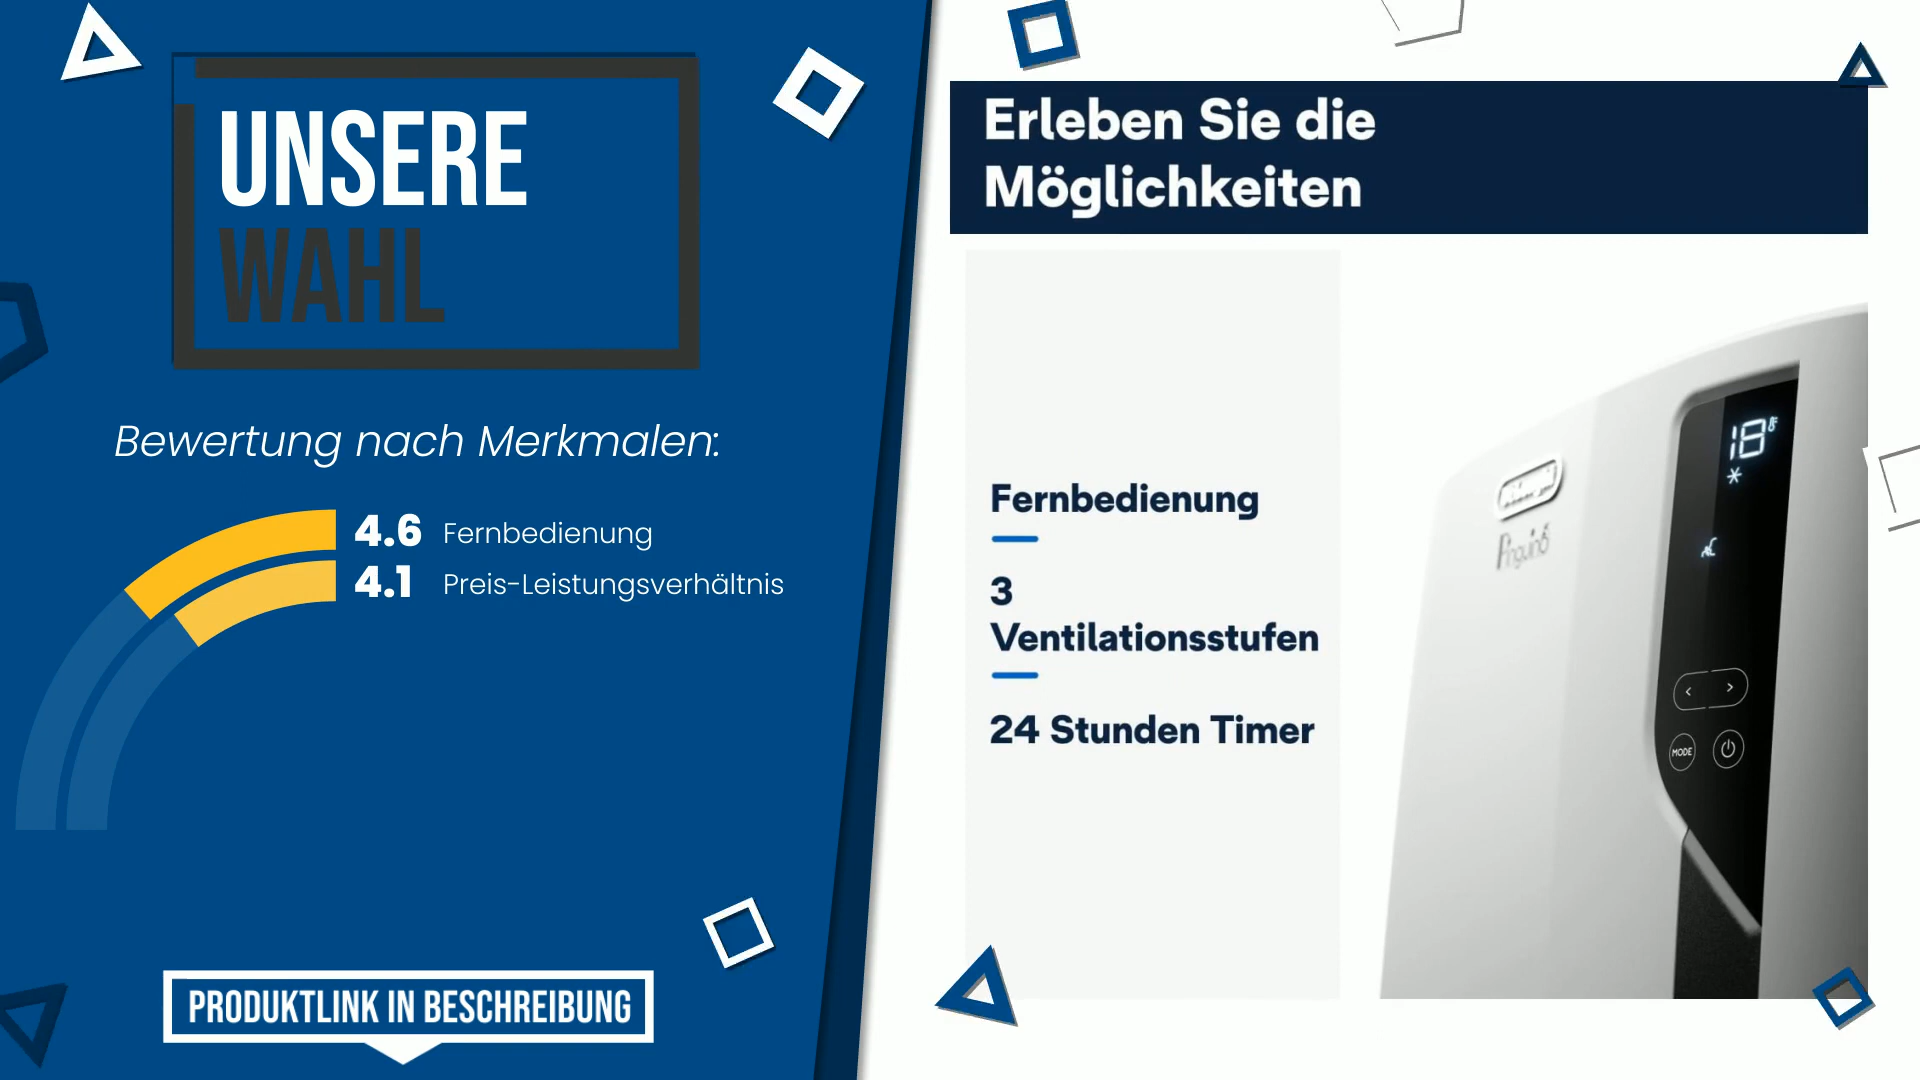 UNSERE
WAHL
Bewertung nach Merkmalen:
4.6 Fernbedienung
4.1 Preis-Leistungsverhältnis
PRODUKTLINK IN BESCHREIBUNG
Erleben Sie die
Möglichkeiten
Fernbedienung
3
Ventilationsstufen
24 Stunden Timer
Pinguino
18
MODE